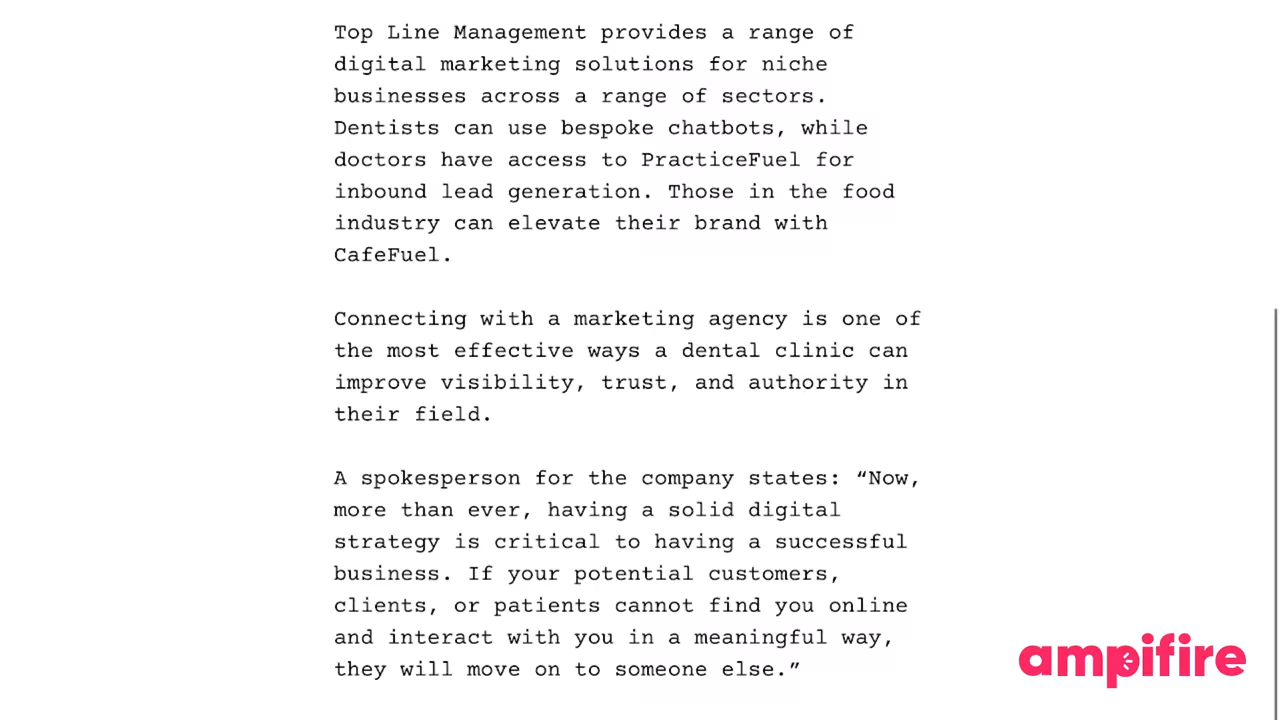 Top Line Management provides a range of
digital marketing solutions for niche
businesses across a range of sectors.
Dentists can use bespoke chatbots, while
doctors have access to PracticeFuel for
inbound lead generation. Those in the food
industry can elevate their brand with
CafeFuel.
Connecting with a marketing agency is one of
the most effective ways a dental clinic can
improve visibility, trust, and authority in
their field.
A spokesperson for the company states: “Now,
more than ever, having a solid digital
strategy is critical to having a successful
business. If your potential customers,
clients, or patients cannot find you online
and interact with you in a meaningful way,
they will move on to someone else.”
ampifire